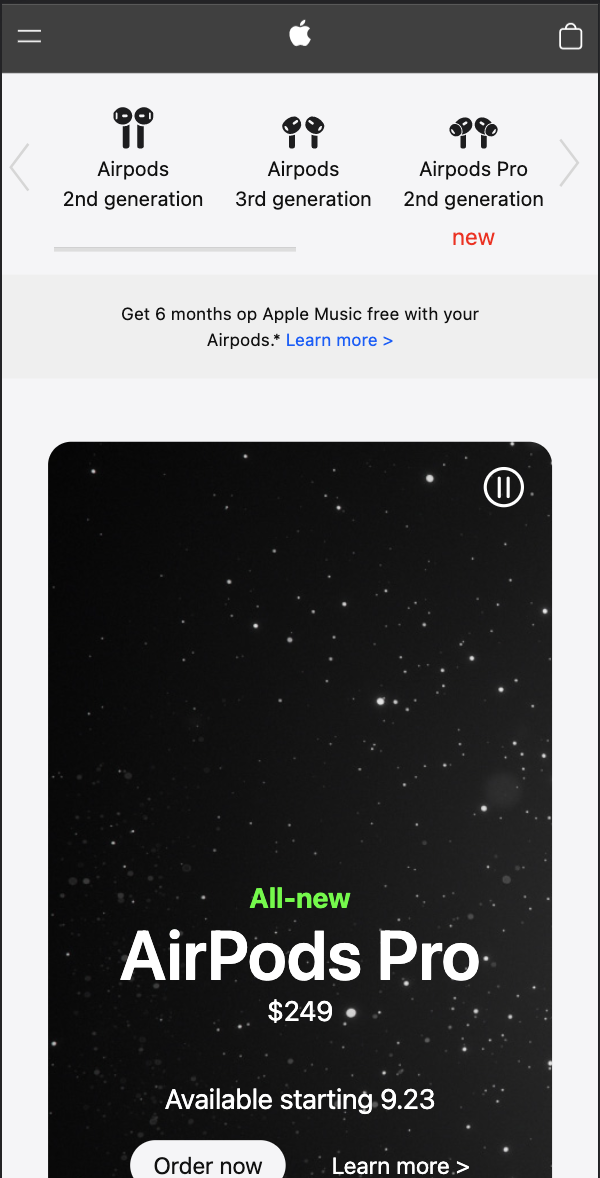 Airpods
2nd generation
Airpods
3rd generation
Airpods Pro
2nd generation
new
Get 6 months op Apple Music free with your
Airpods.* Learn more >
All-new
AirPods Pro
$249
Available starting 9.23
Order now
Learn more >